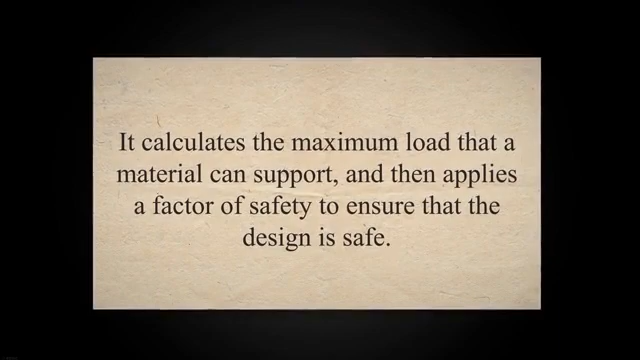 It calculates the maximum load that a
material can support, and then applies
a factor of safety to ensure that the
design is safe.